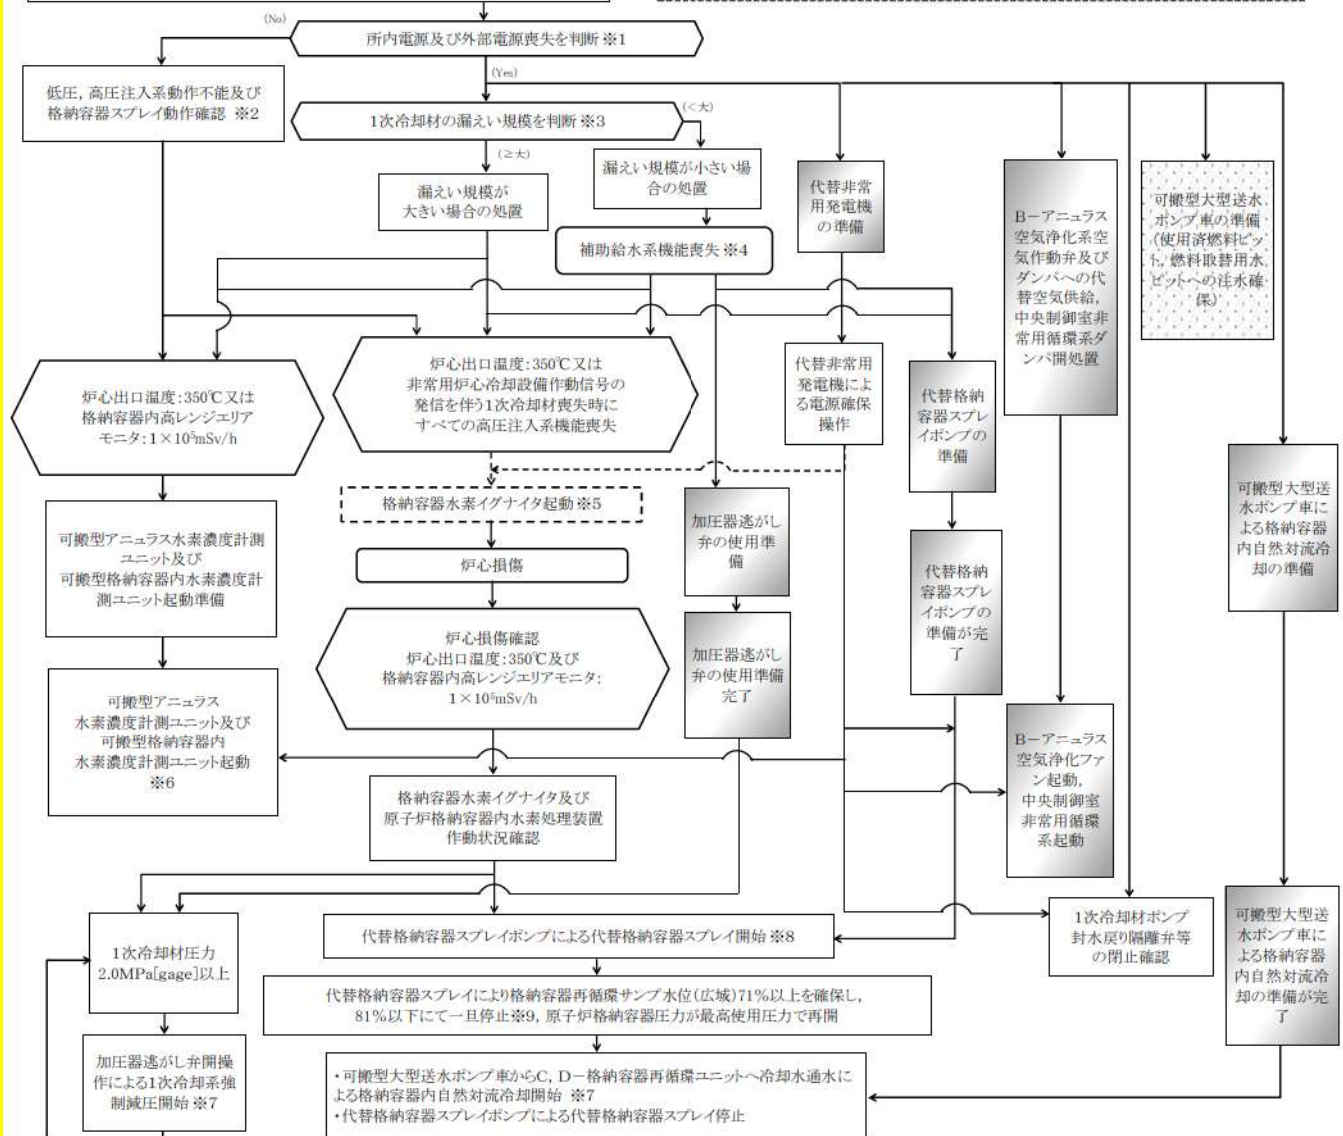 (No)
所内電源及び外部電源喪失を判断 ※1
(Yes)
低圧, 高圧注入系動作不能及び
格納容器スプレイ動作確認 ※2
1次冷却材の漏えい規模を判断 ※3
(<大)
(≥大)
漏えい規模が
大きい場合の処置
漏えい規模が小さい場
合の処置
補助給水系機能喪失 ※4
代替非常
用発電機
の準備
B-アニュラス
空気浄化系空
気作動弁及び
ダンパへの代
替空気供給,
中央制御室非
常用循環系ダ
ンパ開処置
可搬型大型送水
ポンプ車の準備
(使用済燃料ピッ
ト, 燃料取替用水
ピットへの注水確
保)
炉心出口温度:350℃又は
格納容器内高レンジエリア
モニタ:1×10⁵mSv/h
炉心出口温度:350℃又は
非常用炉心冷却設備作動信号の
発信を伴う1次冷却材喪失時に
すべての高圧注入系機能喪失
代替非常用
発電機によ
る電源確保
操作
代替格納
容器スプレ
イポンプの
準備
可搬型大型送
水ポンプ車に
よる格納容器
内自然対流冷
却の準備
格納容器水素イグナイタ起動 ※5
加圧器逃がし
弁の使用準
備
炉心損傷
可搬型アニュラス水素濃度計測
ユニット及び
可搬型格納容器内水素濃度計
測ユニット起動準備
代替格納
容器スプレ
イポンプの
準備が完
了
炉心損傷確認
炉心出口温度:350℃及び
格納容器内高レンジエリアモニタ:
1×10⁵mSv/h
加圧器逃がし
弁の使用準備
完了
可搬型アニュラス
水素濃度計測ユニット及び
可搬型格納容器内
水素濃度計測ユニット起動
※6
B-アニュラス
空気浄化ファ
ン起動,
中央制御室
非常用循環
系起動
格納容器水素イグナイタ及び
原子炉格納容器内水素処理装置
作動状況確認
1次冷却材圧力
2.0MPa[gage]以上
代替格納容器スプレイポンプによる代替格納容器スプレイ開始 ※8
1次冷却材ポンプ
封水戻り隔離弁等
の閉止確認
可搬型大型送
水ポンプ車に
よる格納容器
内自然対流冷
却の準備が完
了
代替格納容器スプレイにより格納容器再循環サンプ水位(広域)71%以上を確保し,
81%以下にて一旦停止※9, 原子炉格納容器圧力が最高使用圧力で再開
加圧器逃がし弁開操
作による1次冷却系強
制減圧開始 ※7
・可搬型大型送水ポンプ車からC, D-格納容器再循環ユニットへ冷却水通水に
よる格納容器内自然対流冷却開始 ※7
・代替格納容器スプレイポンプによる代替格納容器スプレイ停止